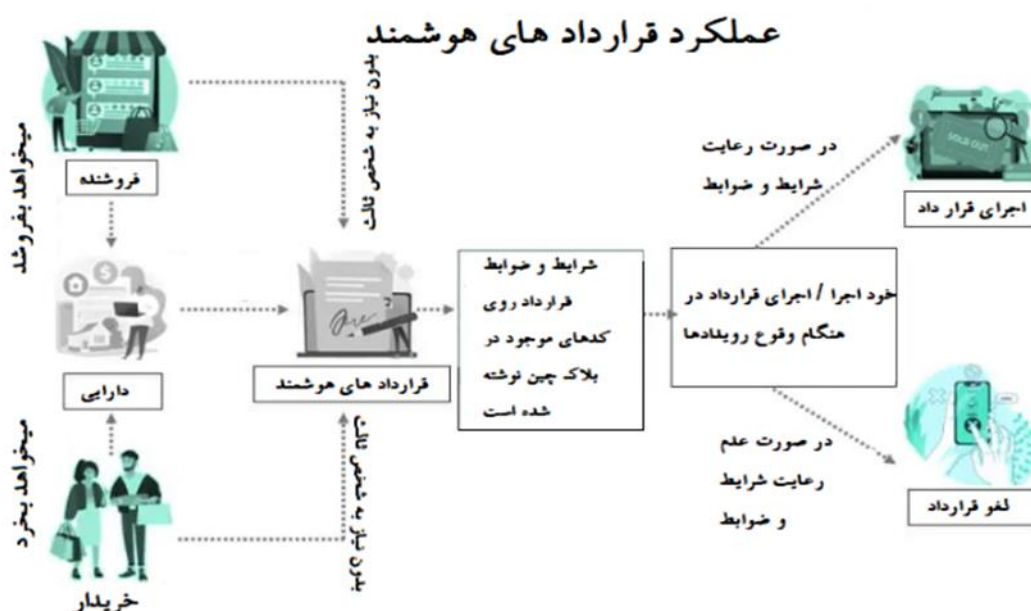 عملکرد قرارداد های هوشمند
فروشنده
میخواهد بفروشد
بدون نیاز به شخص ثالث
دارایی
میخواهد بخرد
خریدار
بدون نیاز به شخص ثالث
قرارداد های هوشمند
شرایط و ضوابط
قرارداد روی
کدهای موجود در
بلاک چین نوشته
شده است
خود اجرا / اجرای قرارداد در
هنگام وقوع رویدادها
در صورت رعایت
شرایط و ضوابط
SOLD OUT
اجرای قرار داد
در صورت عدم
رعایت شرایط
و ضوابط
لغو قرارداد